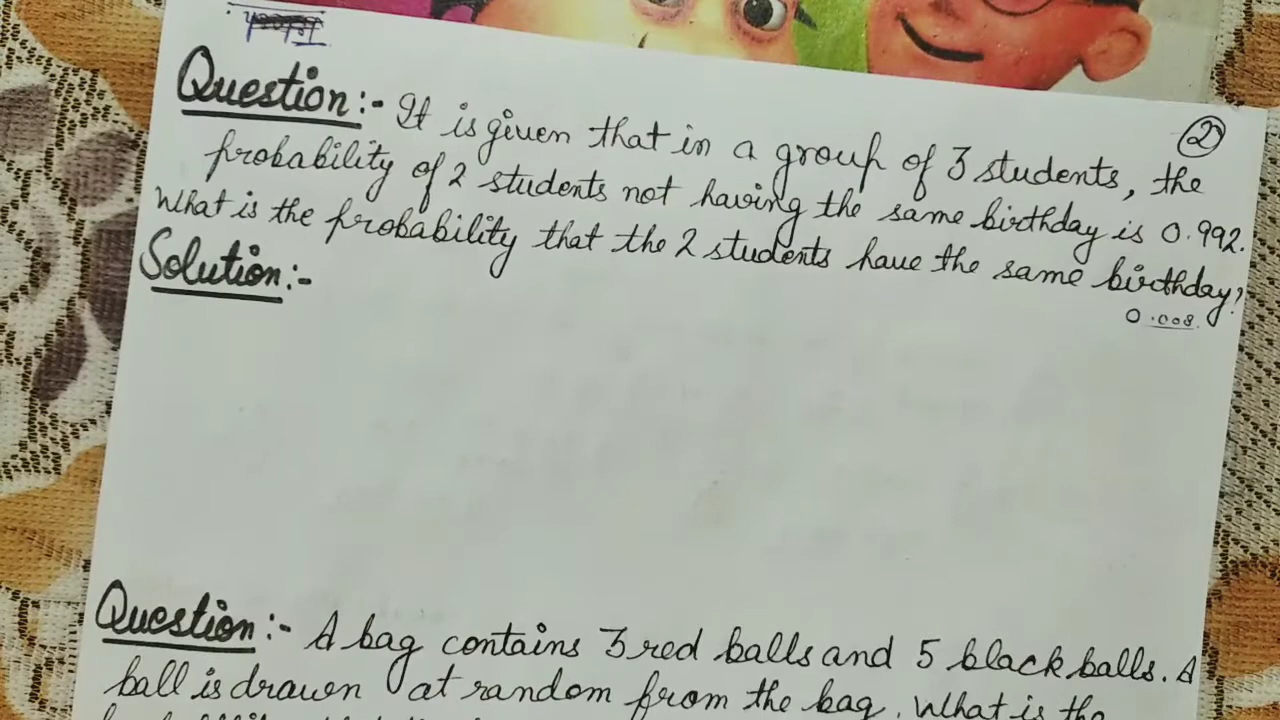 ②
Question:- It is given that in a group of 3 students, the
probability of 2 students not having the same birthday is 0.992.
What is the probability that the 2 students have the same birthday?
0.008.
Solution:-
Question:- A bag contains 3 red balls and 5 black balls. A
ball is drawn at random from the bag. What is the